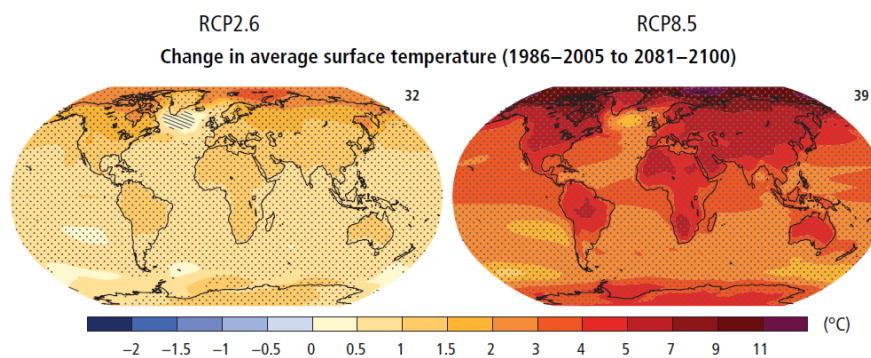 RCP2.6 RCP8.5
Change in average surface temperature (1986–2005 to 2081–2100)
32 39
−2 −1.5 −1 −0.5 0 0.5 1 1.5 2 3 4 5 7 9 11 (°C)